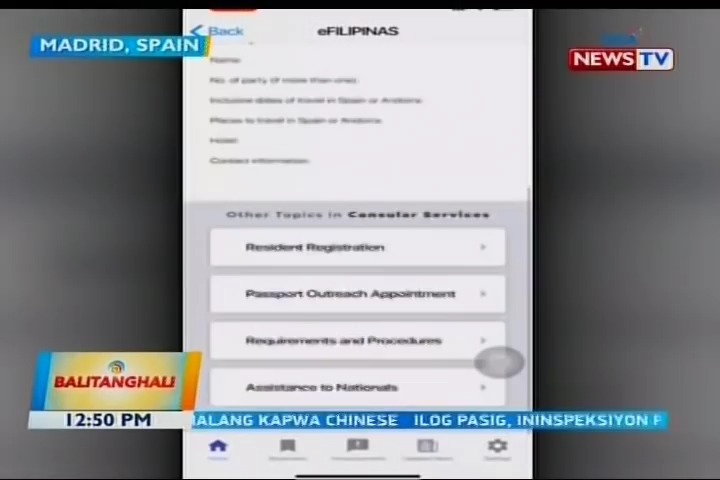 MADRID, SPAIN
Back
eFILIPINAS
NEWS TV
Name:
No. of party (if more than one):
Inclusive dates of travel in Spain or Andorra:
Places to travel in Spain or Andorra:
Hotel:
Contact information:
Other Topics in Consular Services
Resident Registration
Passport Outreach Appointment
Requirements and Procedures
Assistance to Nationals
BALITANGHALI
12:50 PM
ALANG KAPWA CHINESE ILOG PASIG, ININSPEKSIYON